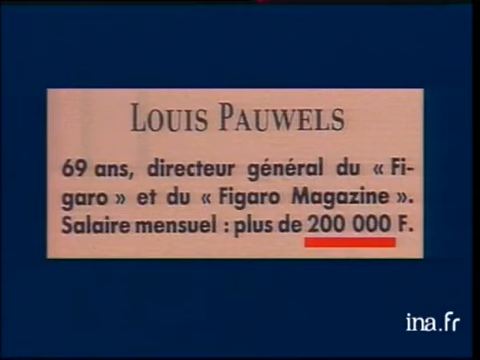 LOUIS PAUWELS
69 ans, directeur général du « Fi-
garo » et du « Figaro Magazine ».
Salaire mensuel : plus de 200 000 F.
ina.fr